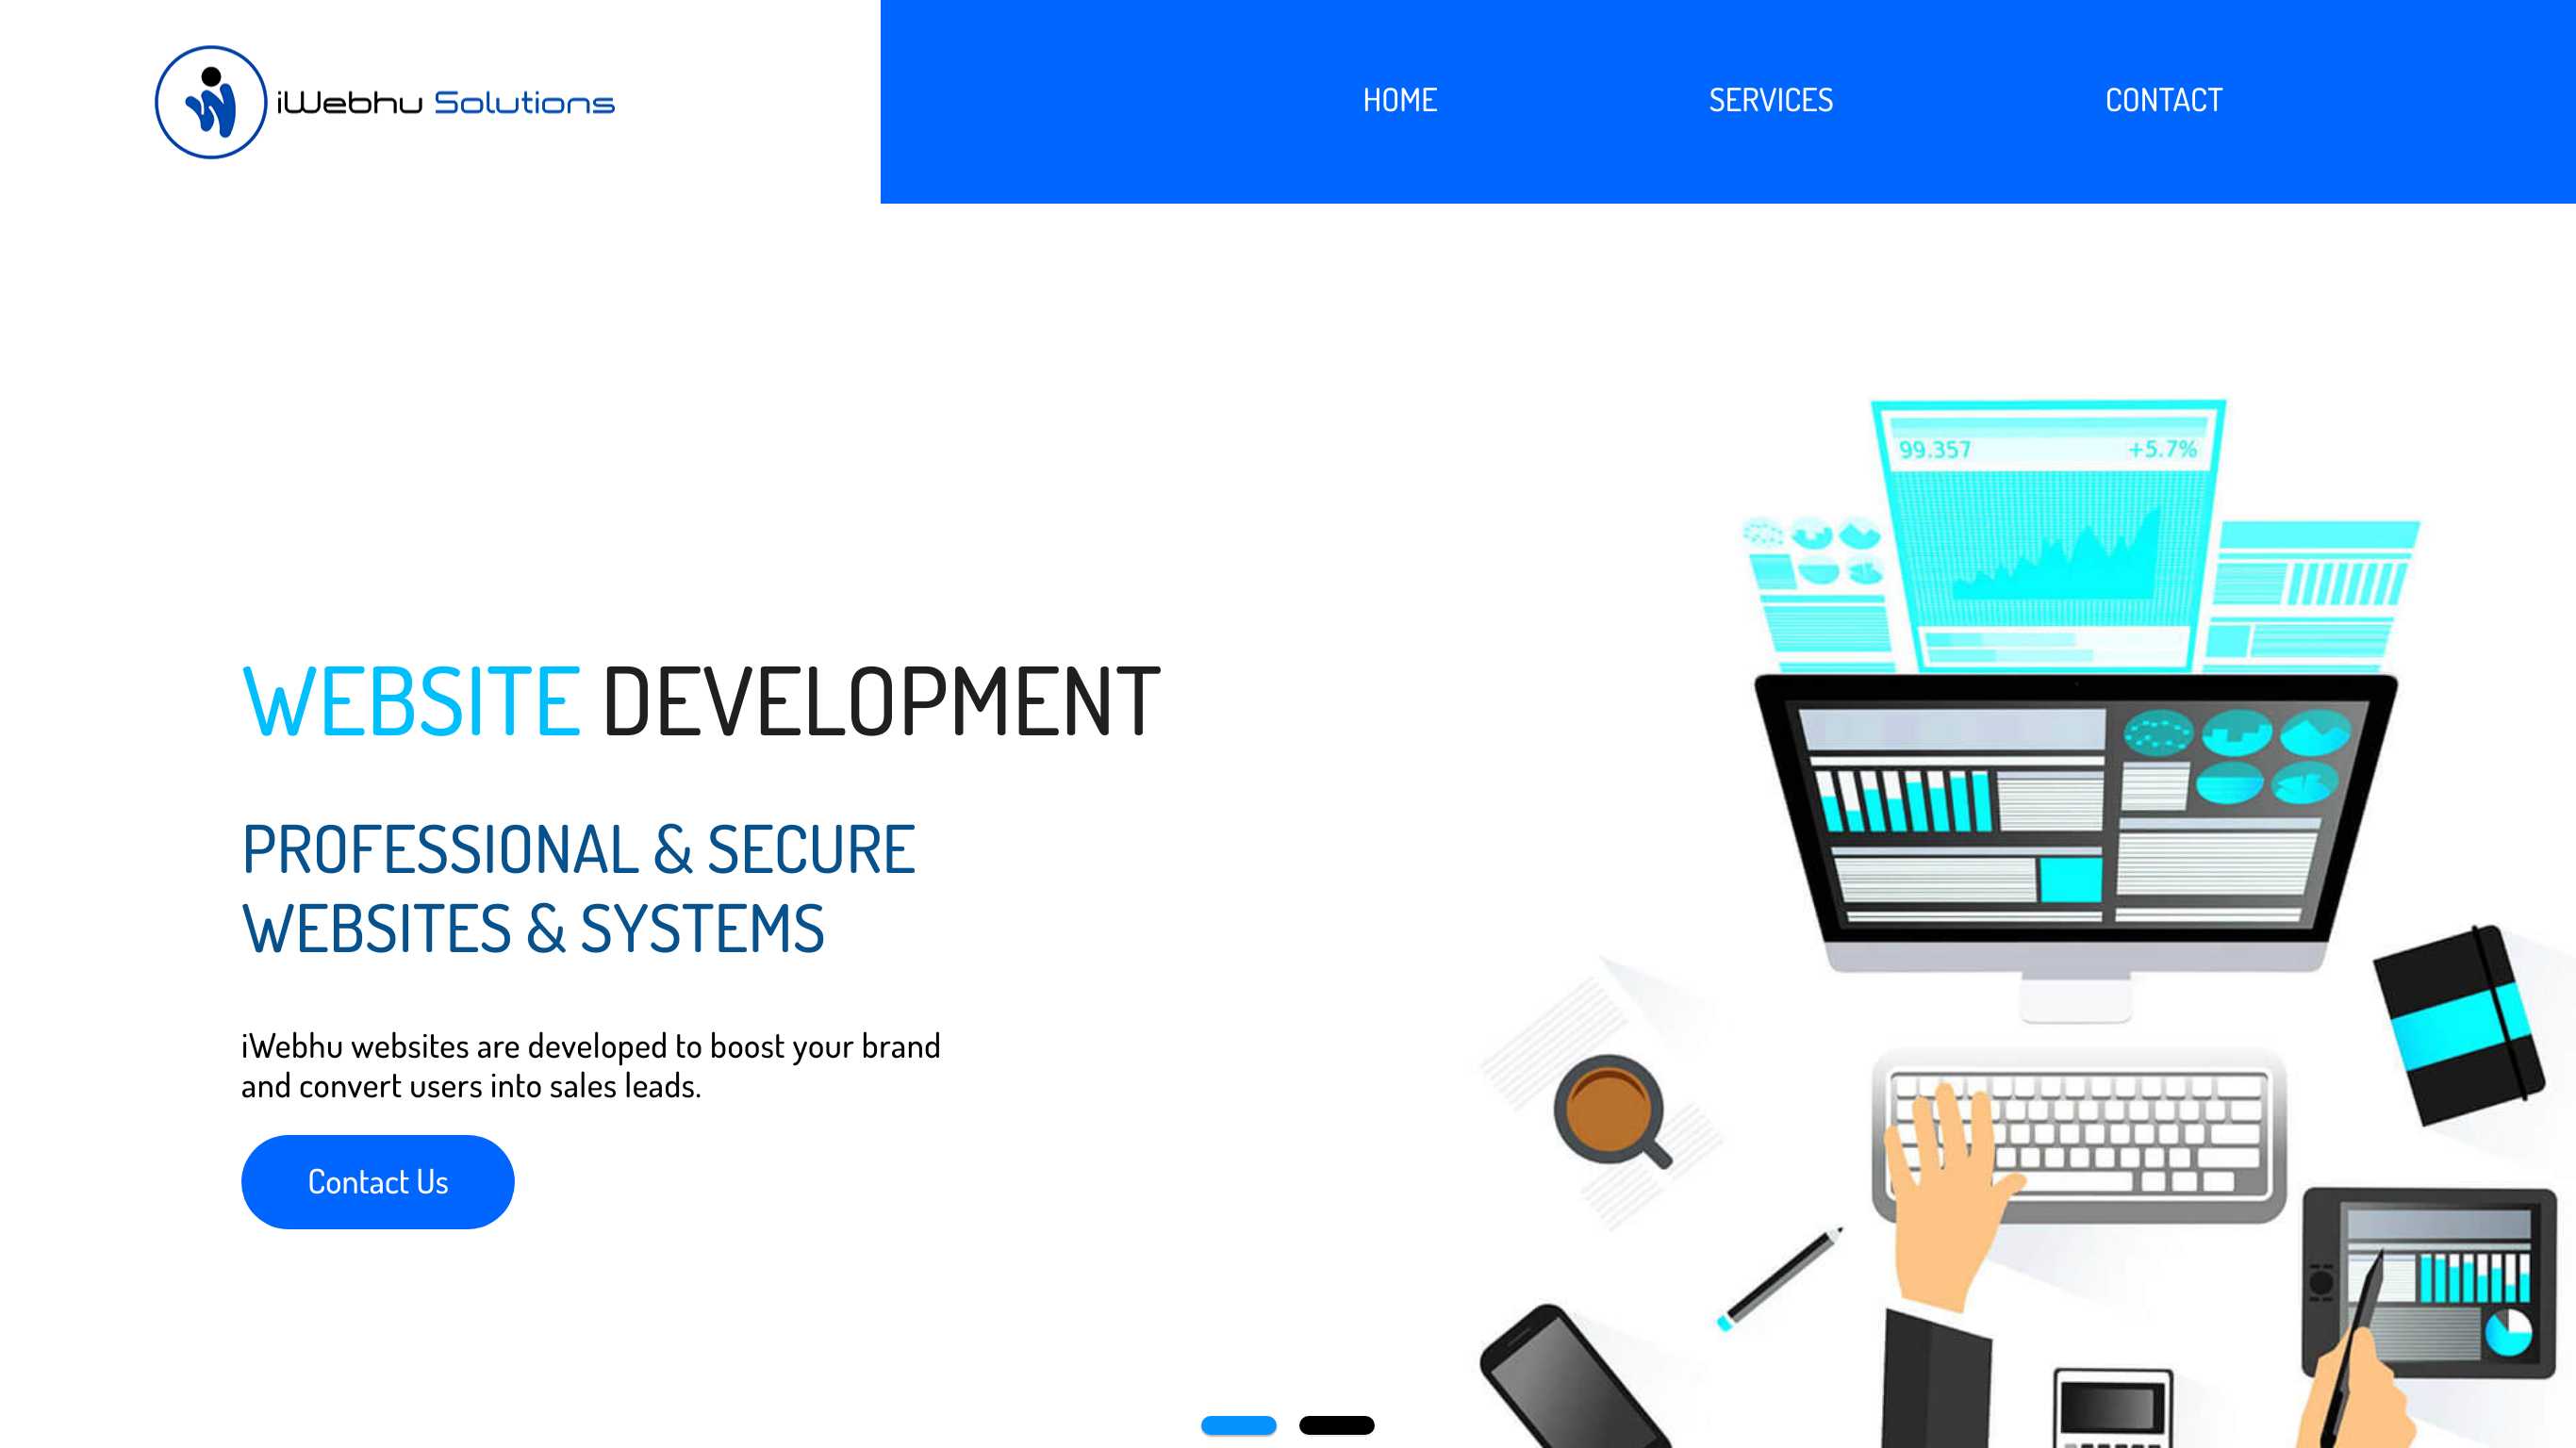 iWebhu Solutions
HOME
SERVICES
CONTACT
99.357
+5.7%
WEBSITE DEVELOPMENT
PROFESSIONAL & SECURE
WEBSITES & SYSTEMS
iWebhu websites are developed to boost your brand
and convert users into sales leads.
Contact Us